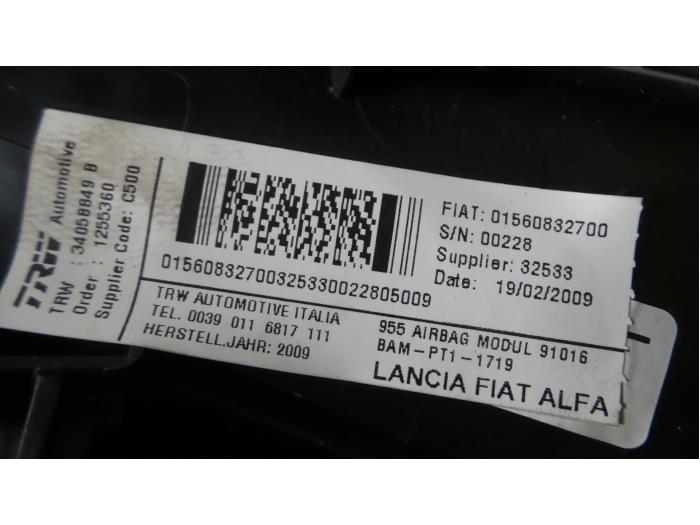 TRW Automotive
TRW : 34058849 B
Order : 1255360
Supplier Code: C500
01560832700325330022805009
FIAT: 01560832700
S/N: 00228
Supplier: 32533
Date: 19/02/2009
TRW AUTOMOTIVE ITALIA
TEL. 0039 011 6817 111
HERSTELL.JAHR: 2009
955 AIRBAG MODUL 91016
BAM-PT1-1719
LANCIA FIAT ALFA